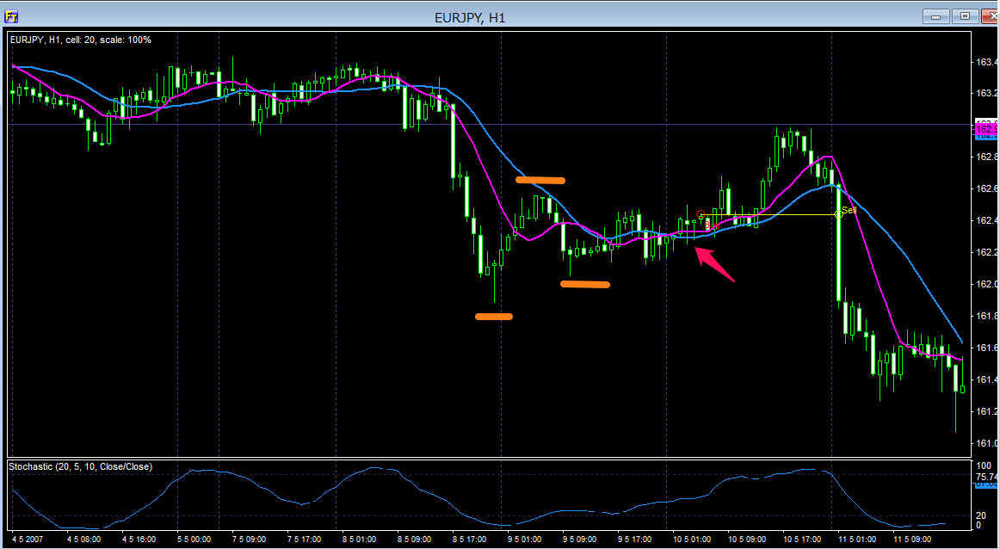 FT
EURJPY, H1
EURJPY, H1, cell: 20, scale: 100%
163.4
163.2
162.9
162.8
162.6
162.4
162.2
162.0
161.8
161.6
161.4
161.2
161.0
Sell
Stochastic (20, 5, 10, Close/Close)
100
75.74
20
0
4 5 2007
4 5 08:00
4 5 16:00
5 5 00:00
7 5 09:00
7 5 17:00
8 5 01:00
8 5 09:00
8 5 17:00
9 5 01:00
9 5 09:00
9 5 17:00
10 5 01:00
10 5 09:00
10 5 17:00
11 5 01:00
11 5 09:00